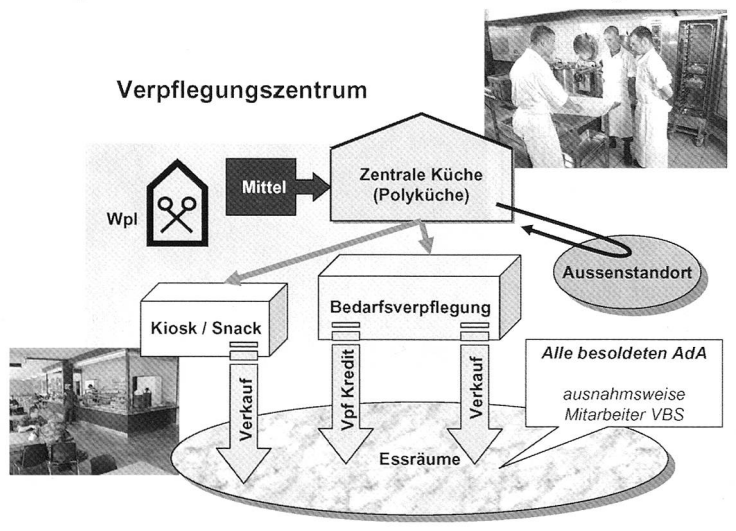 Verpflegungszentrum
Wpl
Mittel
Zentrale Küche
(Polyküche)
Aussenstandort
Kiosk / Snack
Bedarfsverpflegung
Verkauf
Vpf Kredit
Verkauf
Alle besoldeten AdA
ausnahmsweise
Mitarbeiter VBS
Essräume